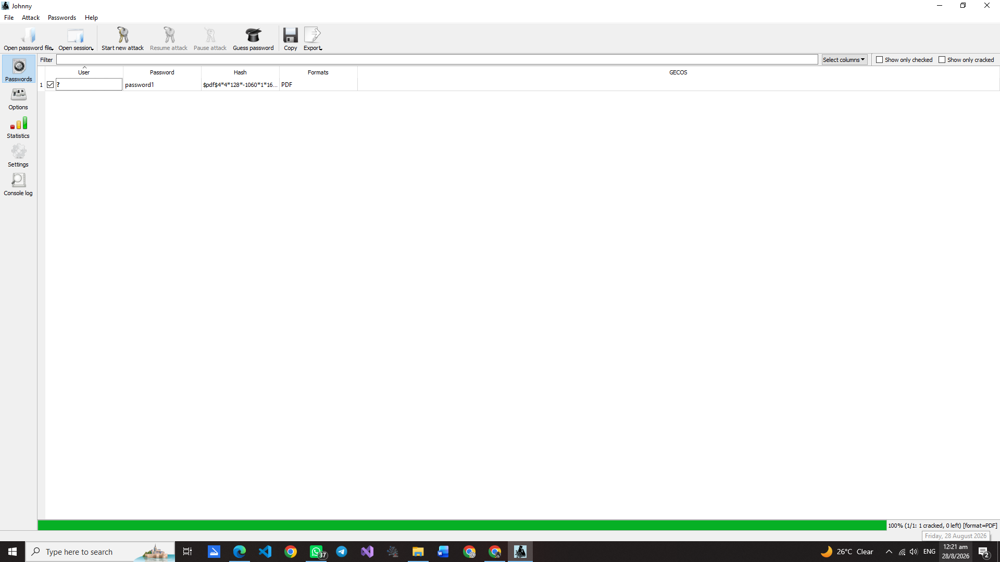 Johnny
File Attack Passwords Help
Open password file Open session Start new attack Resume attack Pause attack Guess password Copy Export
Passwords
Options
Statistics
Settings
Console log
Filter Select columns Show only checked Show only cracked
User Password Hash Formats GECOS
1 ? password1 $pdf$4*4*128*-1060*1*16... PDF
100% (1/1: 1 cracked, 0 left) [format=PDF]
Friday, 28 August 2026
Type here to search 37 26°C Clear ENG 12:21 am
28/8/2026 2